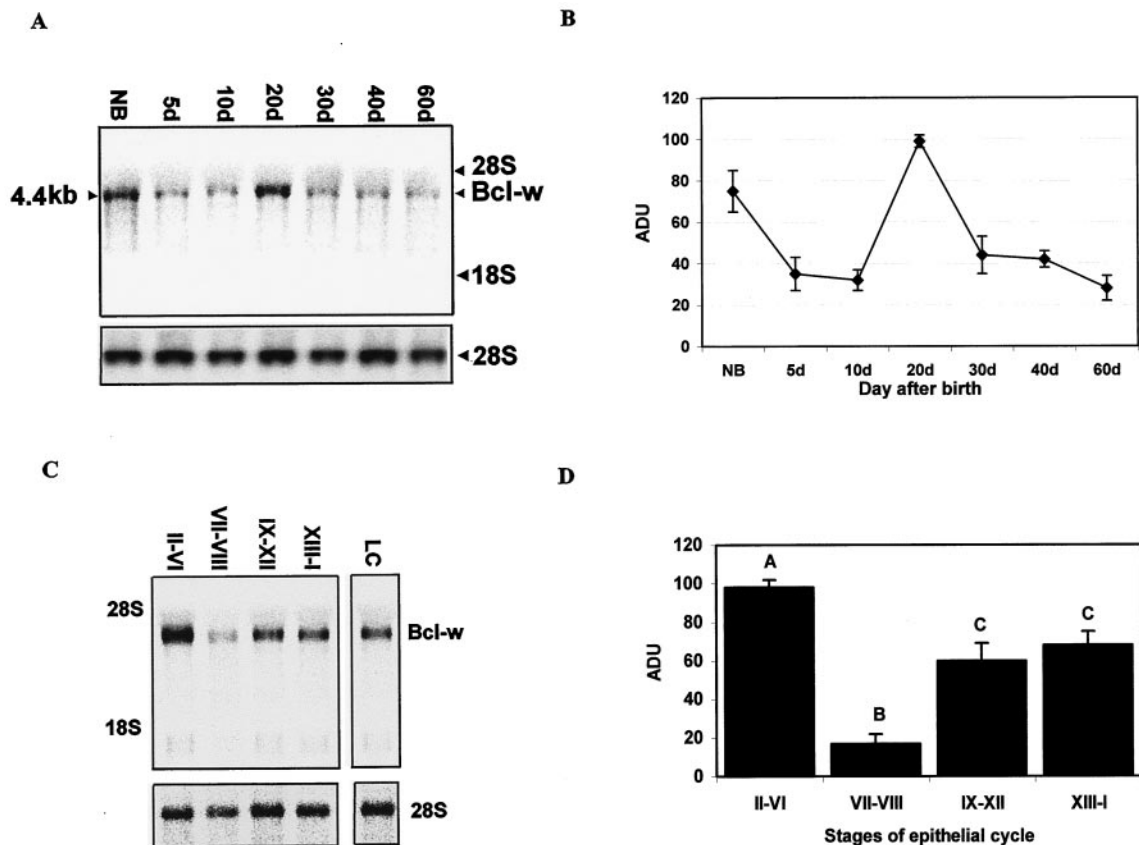 A
NB 5d 10d 20d 30d 40d 60d
28S
4.4kb
Bcl-w
18S
28S
B
120
100
80
60
40
20
0
ADU
NB 5d 10d 20d 30d 40d 60d
Day after birth
C
II-VI VII-VIII IX-XII XIII-I LC
28S
Bcl-w
18S
28S
D
120
100
80
60
40
20
0
ADU
A
B
C
C
II-VI VII-VIII IX-XII XIII-I
Stages of epithelial cycle